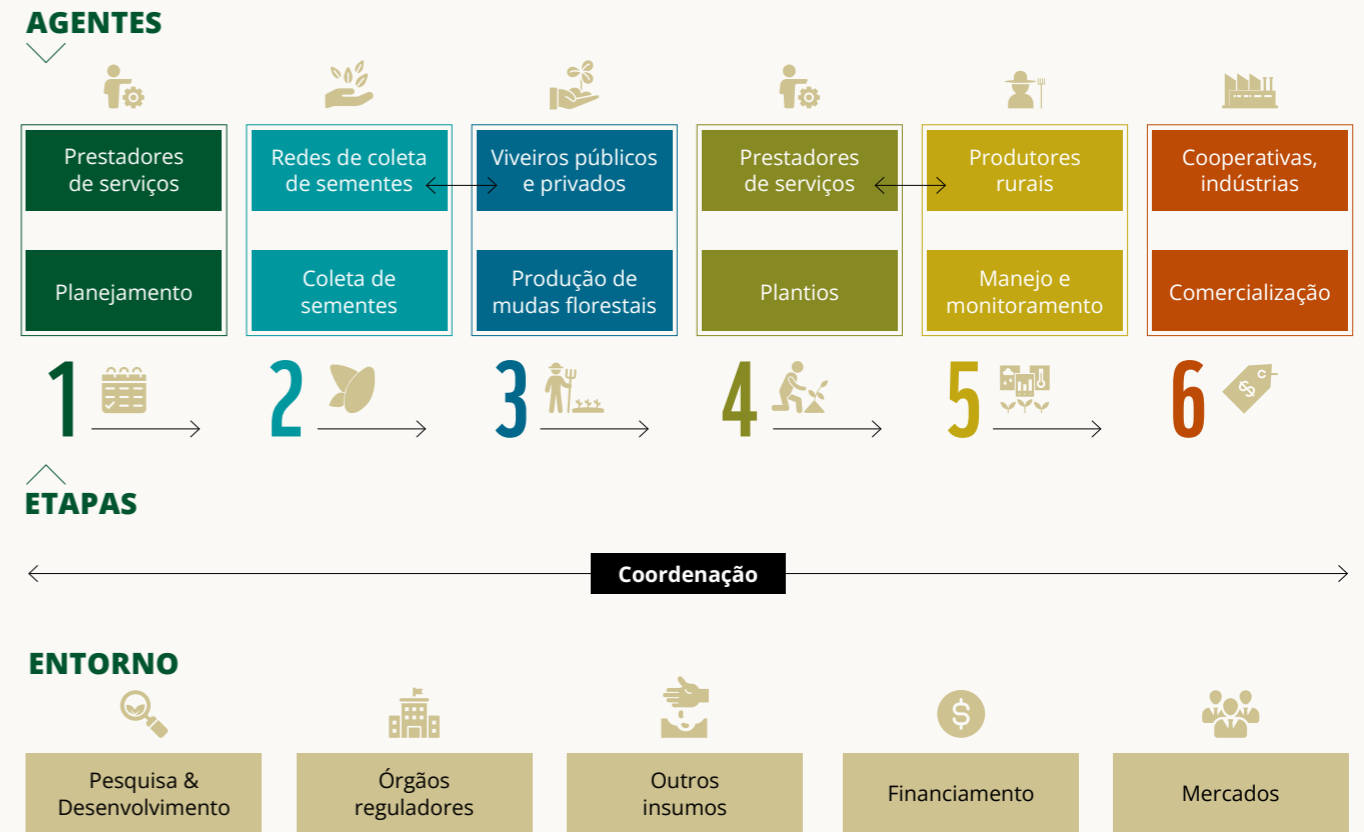 AGENTES
Prestadores
de serviços
Redes de coleta
de sementes
Viveiros públicos
e privados
Prestadores
de serviços
Produtores
rurais
Cooperativas,
indústrias
Planejamento
Coleta de
sementes
Produção de
mudas florestais
Plantios
Manejo e
monitoramento
Comercialização
1
2
3
4
5
6
ETAPAS
Coordenação
ENTORNO
Pesquisa &
Desenvolvimento
Órgãos
reguladores
Outros
insumos
Financiamento
Mercados